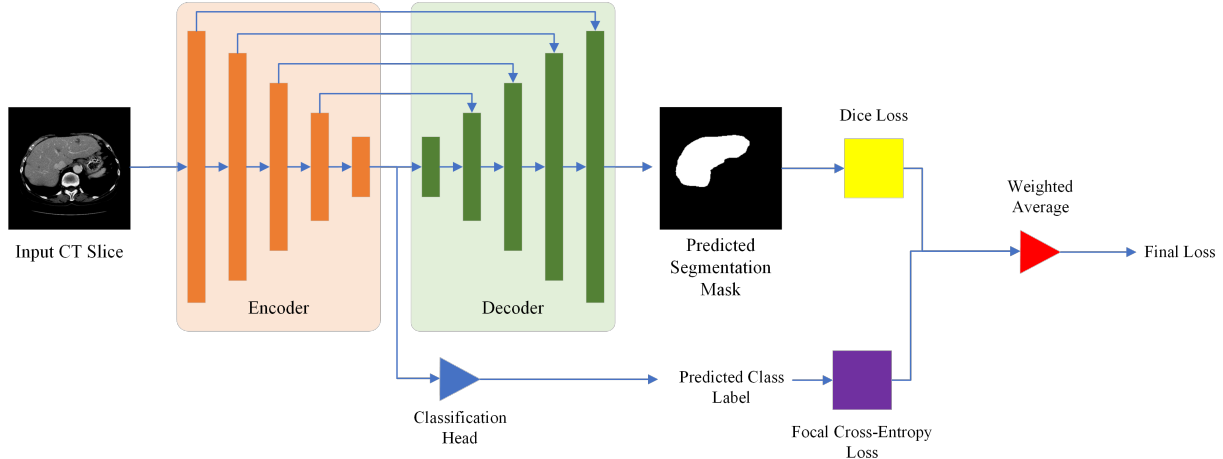 Input CT Slice
Encoder
Decoder
Predicted
Segmentation
Mask
Dice Loss
Weighted
Average
Final Loss
Classification
Head
Predicted Class
Label
Focal Cross-Entropy
Loss